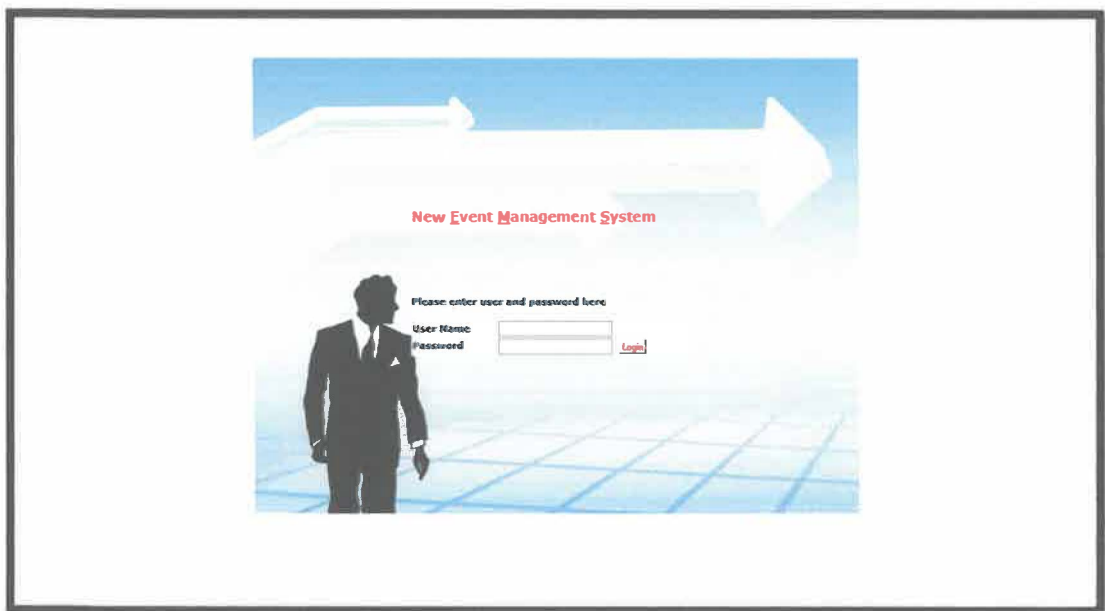 New Event Management System
Please enter user and password here
User Name
Password
Login